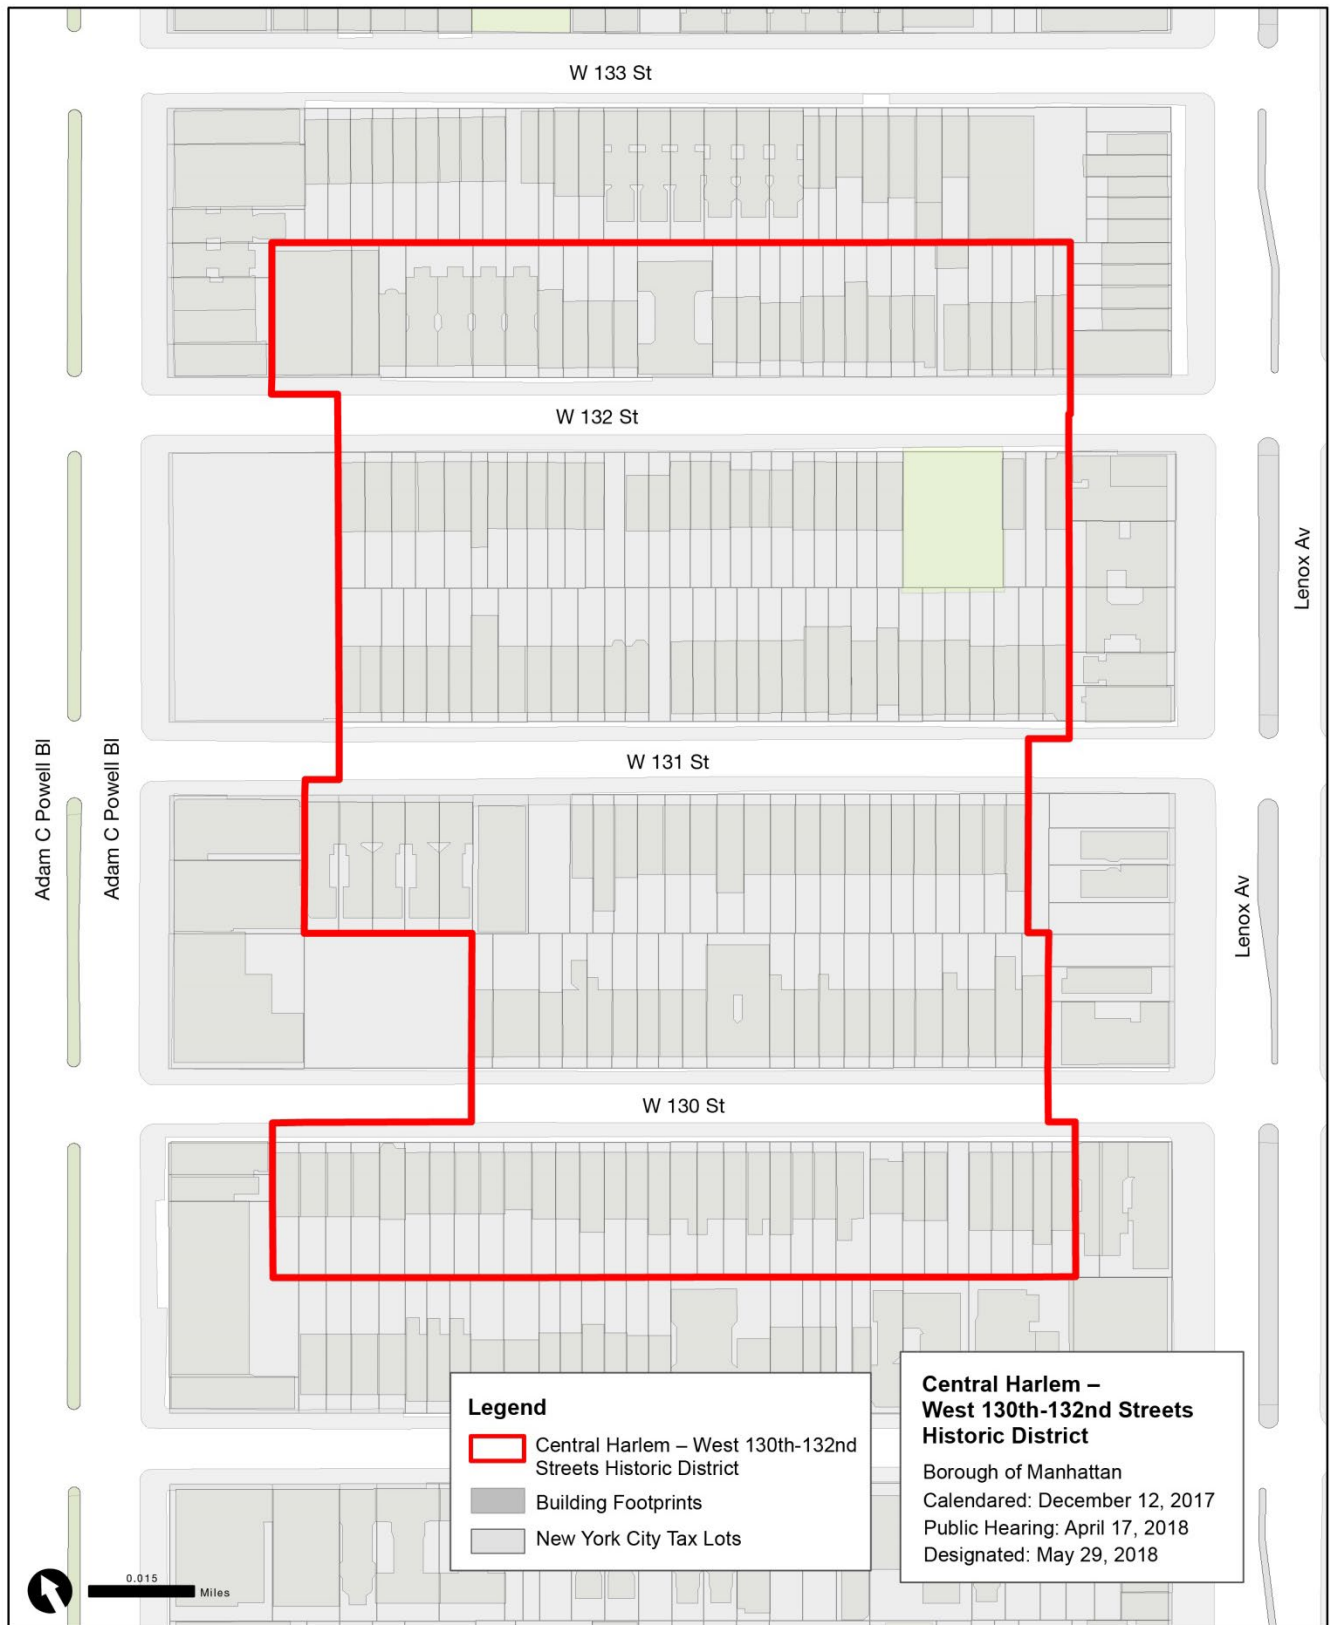 W 133 St
W 132 St
Lenox Av
Adam C Powell Bl
Adam C Powell Bl
W 131 St
Lenox Av
W 130 St
Legend
Central Harlem – West 130th-132nd
Streets Historic District
Building Footprints
New York City Tax Lots
Central Harlem –
West 130th-132nd Streets
Historic District
Borough of Manhattan
Calendared: December 12, 2017
Public Hearing: April 17, 2018
Designated: May 29, 2018
0.015
Miles